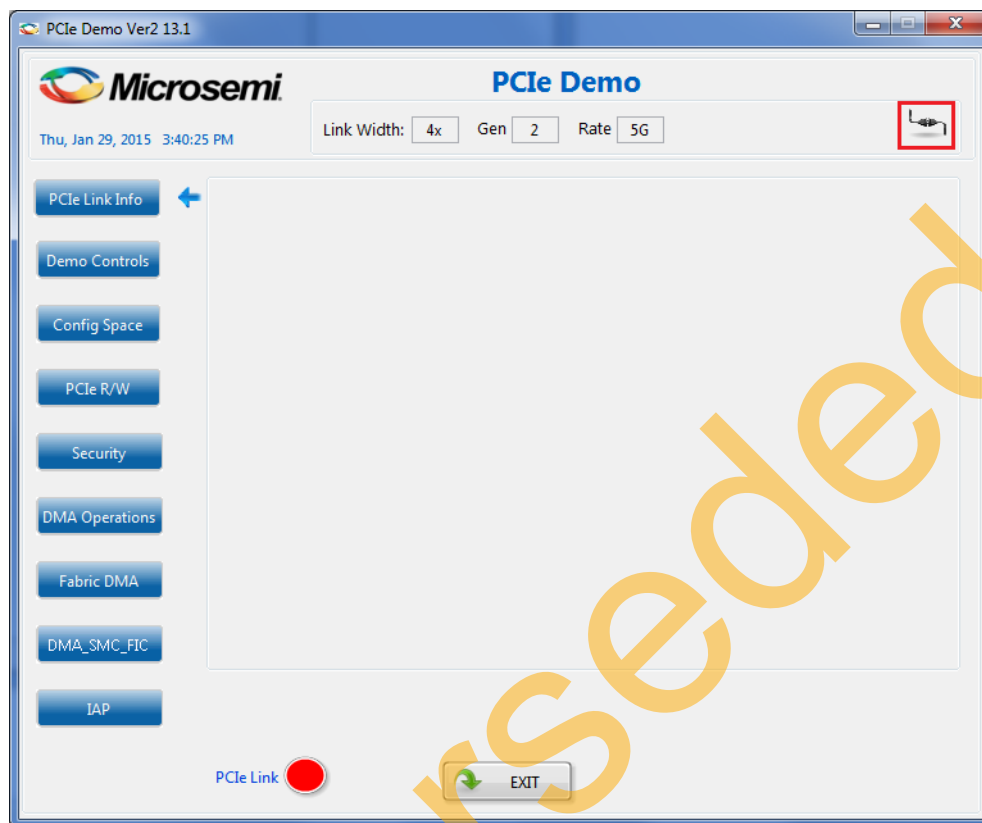 PCIe Demo Ver2 13.1
Microsemi.
PCIe Demo
Thu, Jan 29, 2015 3:40:25 PM
Link Width: 4x Gen 2 Rate 5G
PCIe Link Info
Demo Controls
Config Space
PCIe R/W
Security
DMA Operations
Fabric DMA
DMA_SMC_FIC
IAP
PCIe Link
EXIT
rseded